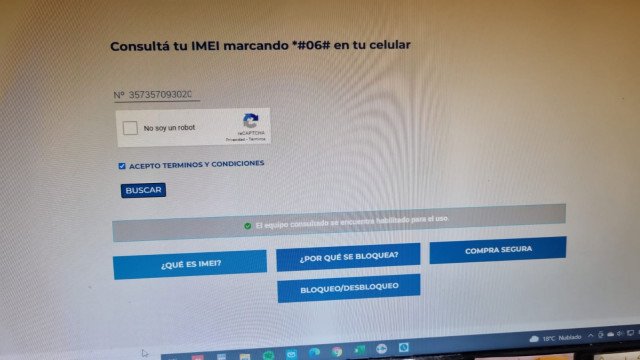 Consultá tu IMEI marcando *#06# en tu celular
Nº 35735709302C
No soy un robot
reCAPTCHA
Privacidad - Términos
ACEPTO TERMINOS Y CONDICIONES
BUSCAR
El equipo consultado se encuentra habilitado para el uso.
¿QUÉ ES IMEI?
¿POR QUÉ SE BLOQUEA?
COMPRA SEGURA
BLOQUEO/DESBLOQUEO
18°C Nublado